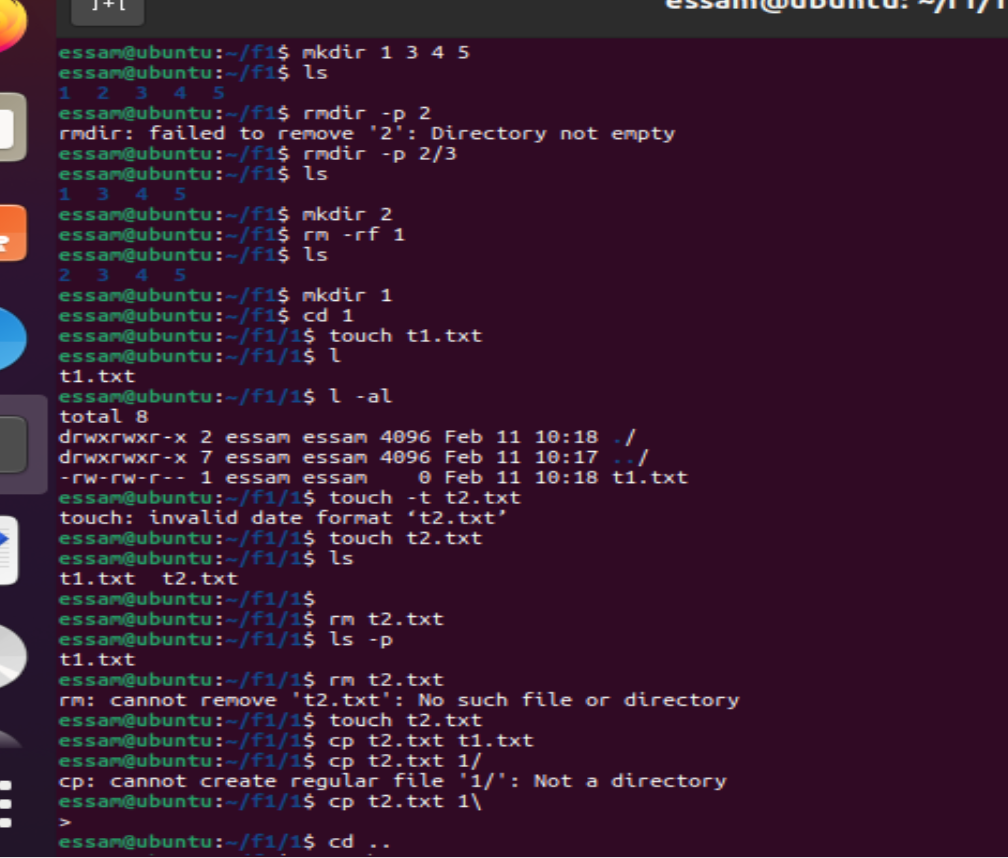 essam@ubuntu: ~/f1/1
essam@ubuntu:~/f1$ mkdir 1 3 4 5
essam@ubuntu:~/f1$ ls
1  2  3  4  5
essam@ubuntu:~/f1$ rmdir -p 2
rmdir: failed to remove '2': Directory not empty
essam@ubuntu:~/f1$ rmdir -p 2/3
essam@ubuntu:~/f1$ ls
1  3  4  5
essam@ubuntu:~/f1$ mkdir 2
essam@ubuntu:~/f1$ rm -rf 1
essam@ubuntu:~/f1$ ls
2  3  4  5
essam@ubuntu:~/f1$ mkdir 1
essam@ubuntu:~/f1$ cd 1
essam@ubuntu:~/f1/1$ touch t1.txt
essam@ubuntu:~/f1/1$ l
t1.txt
essam@ubuntu:~/f1/1$ l -al
total 8
drwxrwxr-x 2 essam essam 4096 Feb 11 10:18 ./
drwxrwxr-x 7 essam essam 4096 Feb 11 10:17 ../
-rw-rw-r-- 1 essam essam    0 Feb 11 10:18 t1.txt
essam@ubuntu:~/f1/1$ touch -t t2.txt
touch: invalid date format ‘t2.txt’
essam@ubuntu:~/f1/1$ touch t2.txt
essam@ubuntu:~/f1/1$ ls
t1.txt  t2.txt
essam@ubuntu:~/f1/1$
essam@ubuntu:~/f1/1$ rm t2.txt
essam@ubuntu:~/f1/1$ ls -p
t1.txt
essam@ubuntu:~/f1/1$ rm t2.txt
rm: cannot remove 't2.txt': No such file or directory
essam@ubuntu:~/f1/1$ touch t2.txt
essam@ubuntu:~/f1/1$ cp t2.txt t1.txt
essam@ubuntu:~/f1/1$ cp t2.txt 1/
cp: cannot create regular file '1/': Not a directory
essam@ubuntu:~/f1/1$ cp t2.txt 1\
>
essam@ubuntu:~/f1/1$ cd ..